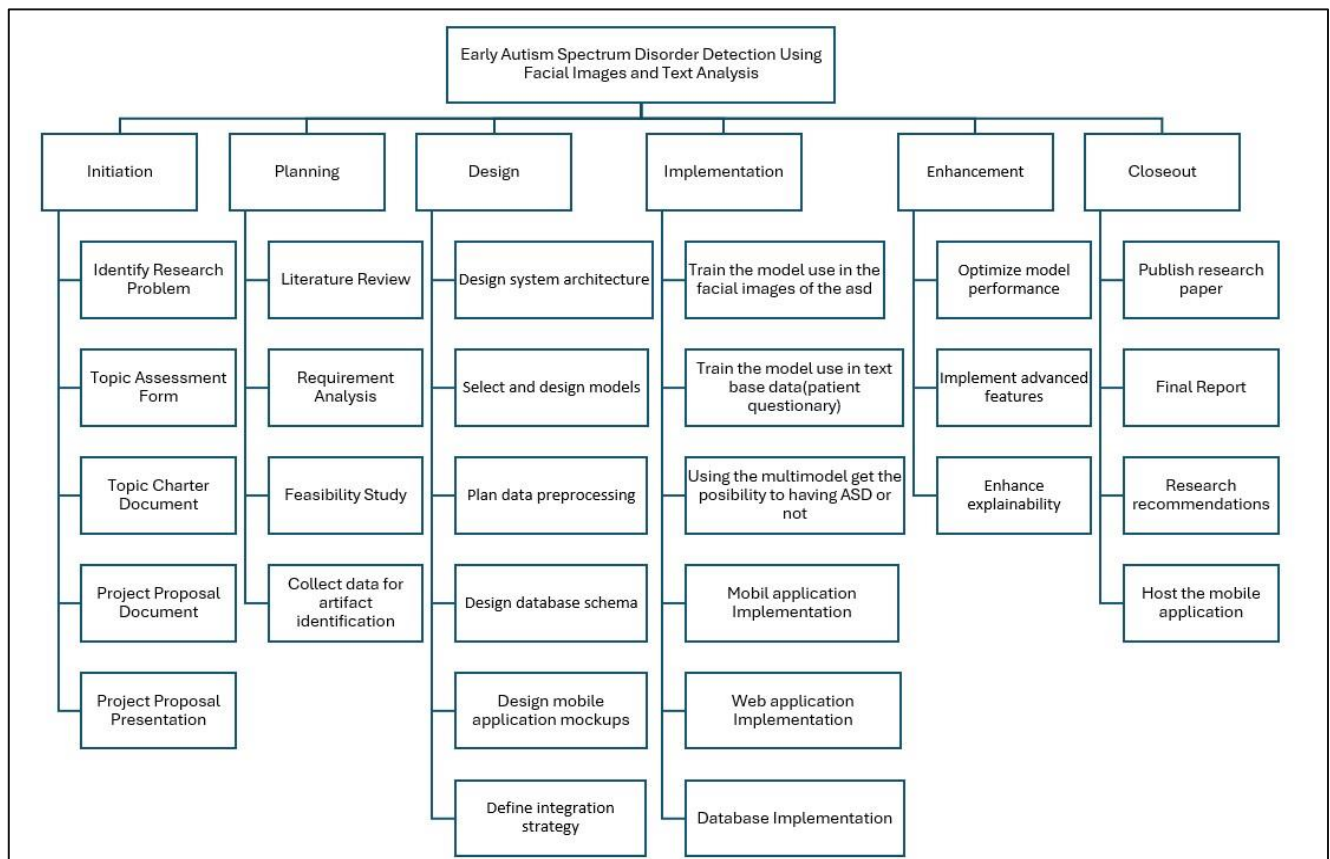 Early Autism Spectrum Disorder Detection Using
Facial Images and Text Analysis
Initiation
Planning
Design
Implementation
Enhancement
Closeout
Identify Research
Problem
Topic Assessment
Form
Topic Charter
Document
Project Proposal
Document
Project Proposal
Presentation
Literature Review
Requirement
Analysis
Feasibility Study
Collect data for
artifact
identification
Design system architecture
Select and design models
Plan data preprocessing
Design database schema
Design mobile
application mockups
Define integration
strategy
Train the model use in the
facial images of the asd
Train the model use in text
base data(patient
questionary)
Using the multimodel get the
posibility to having ASD or
not
Mobil application
Implementation
Web application
Implementation
Database Implementation
Optimize model
performance
Implement advanced
features
Enhance
explainability
Publish research
paper
Final Report
Research
recommendations
Host the mobile
application